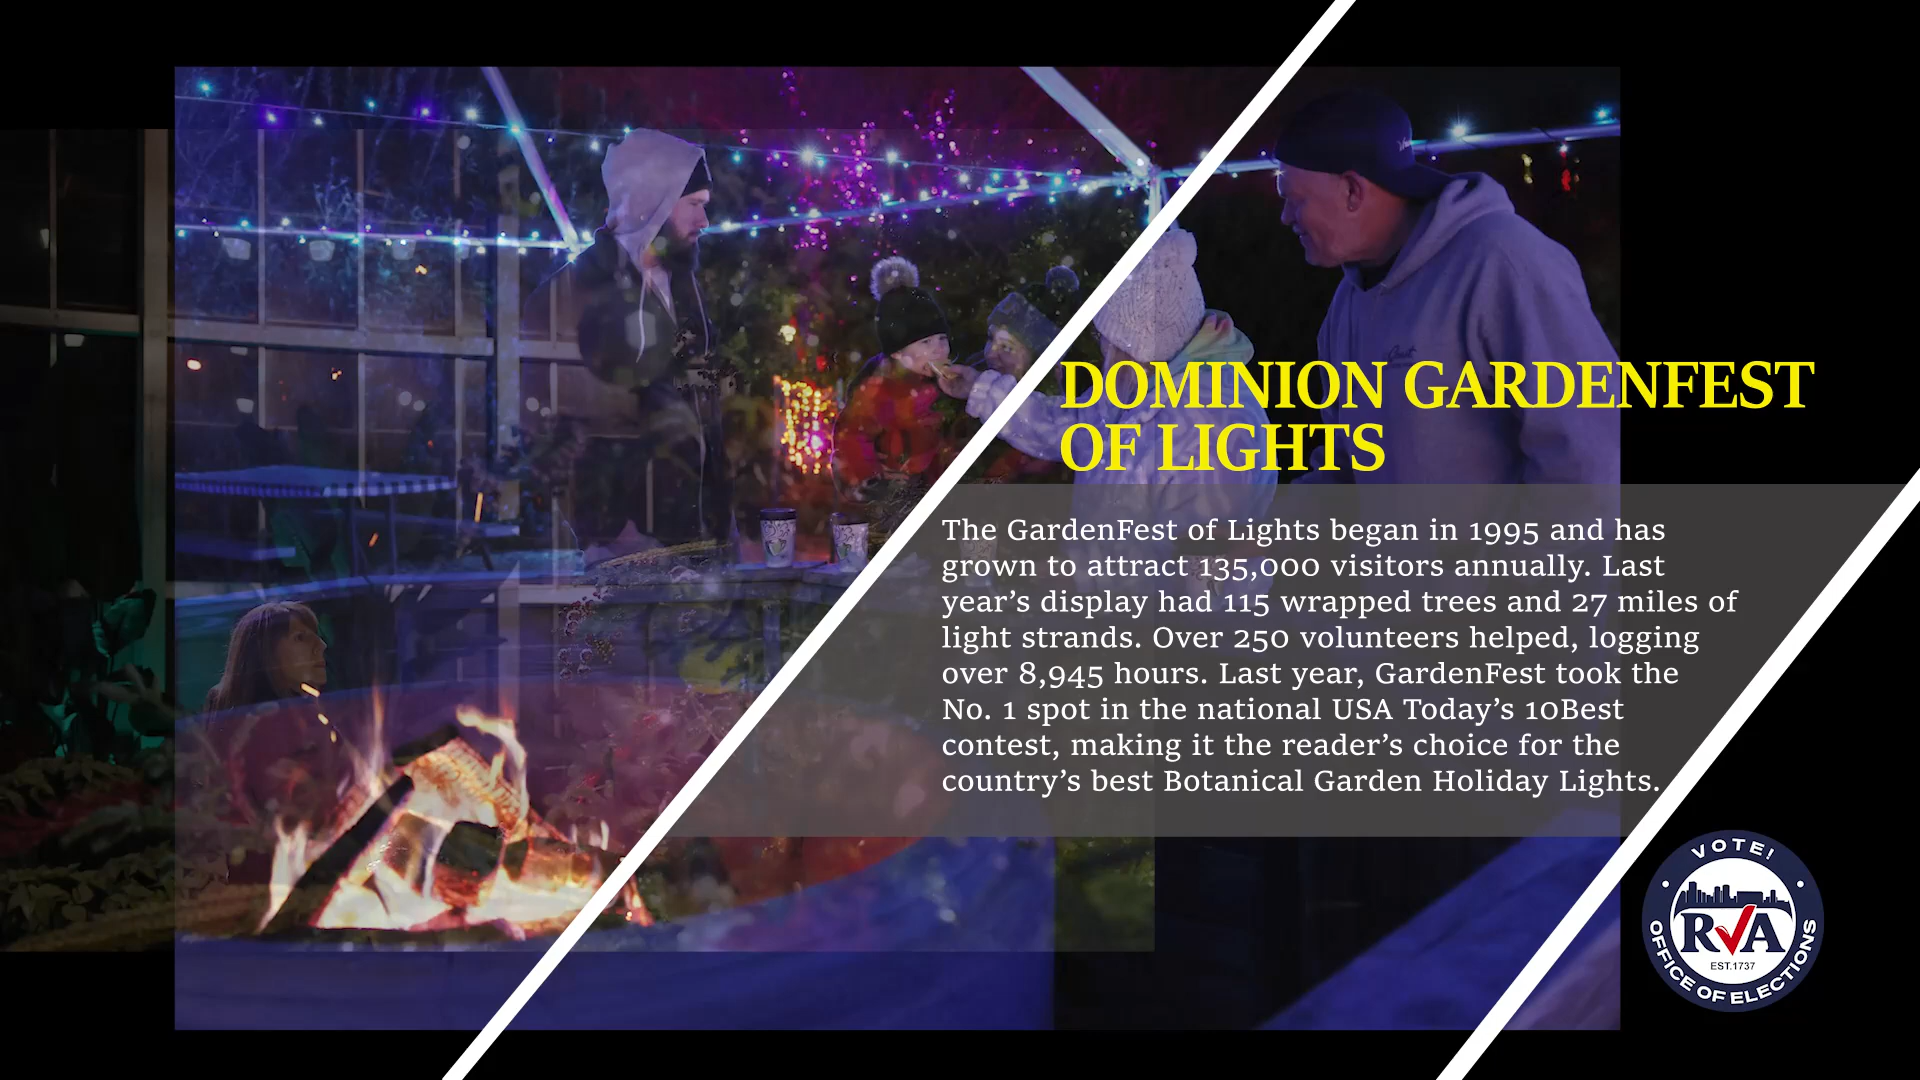 DOMINION GARDENFEST
OF LIGHTS
The GardenFest of Lights began in 1995 and has
grown to attract 135,000 visitors annually. Last
year’s display had 115 wrapped trees and 27 miles of
light strands. Over 250 volunteers helped, logging
over 8,945 hours. Last year, GardenFest took the
No. 1 spot in the national USA Today’s 10Best
contest, making it the reader’s choice for the
country’s best Botanical Garden Holiday Lights.
VOTE!
RVA
EST.1737
OFFICE OF ELECTIONS